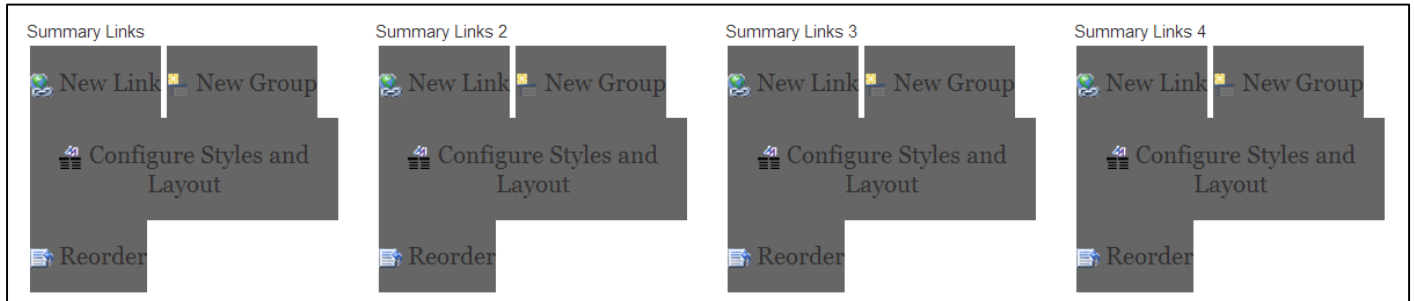 Summary Links Summary Links 2 Summary Links 3 Summary Links 4
New Link New Group New Link New Group New Link New Group New Link New Group
Configure Styles and Configure Styles and Configure Styles and Configure Styles and
Layout Layout Layout Layout
Reorder Reorder Reorder Reorder